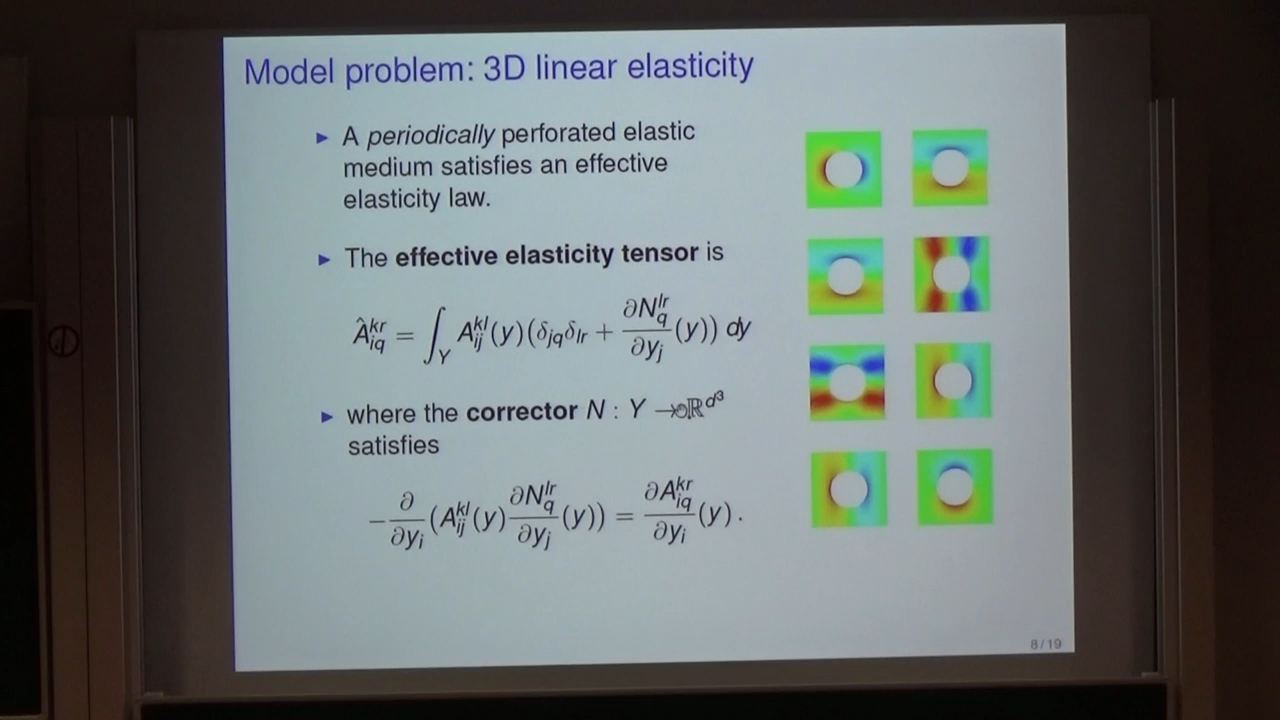 Model problem: 3D linear elasticity
▶ A periodically perforated elastic
medium satisfies an effective
elasticity law.
▶ The effective elasticity tensor is
Â^{kr}_{iq} = ∫_Y A^{kl}_{ij}(y)(δ_{jq}δ_{lr} + ∂N^{lr}_q/∂y_j (y)) dy
▶ where the corrector N : Y → ℝ^{d³}
satisfies
−∂/∂y_i (A^{kl}_{ij}(y) ∂N^{lr}_q/∂y_j (y)) = ∂A^{kr}_{iq}/∂y_i (y) .
8/19